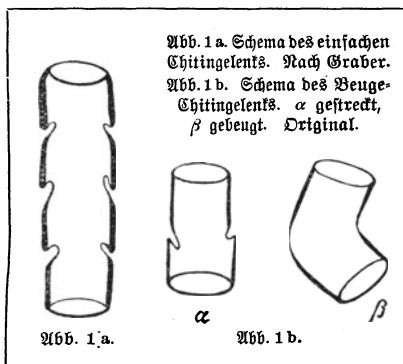 Abb. 1 a. Schema des einfachen
Chitingelenks. Nach Graber.
Abb. 1 b. Schema des Beuge-
Chitingelenks. α gestreckt,
β gebeugt. Original.
α
β
Abb. 1 a.
Abb. 1 b.